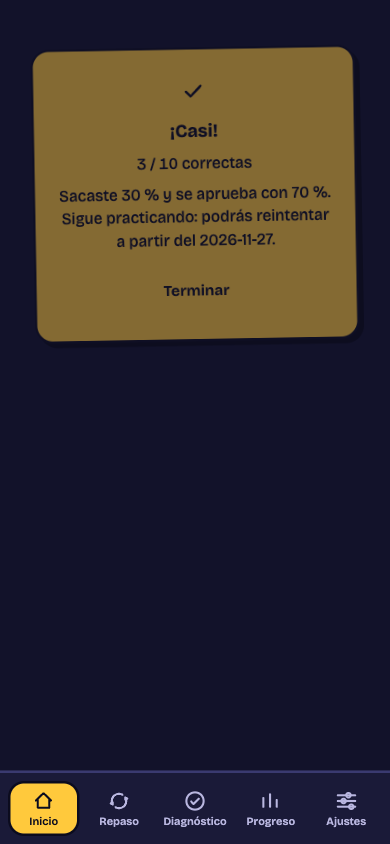 ¡Casi!
3 / 10 correctas
Sacaste 30 % y se aprueba con 70 %.
Sigue practicando: podrás reintentar
a partir del 2026-11-27.
Terminar
Inicio
Repaso
Diagnóstico
Progreso
Ajustes